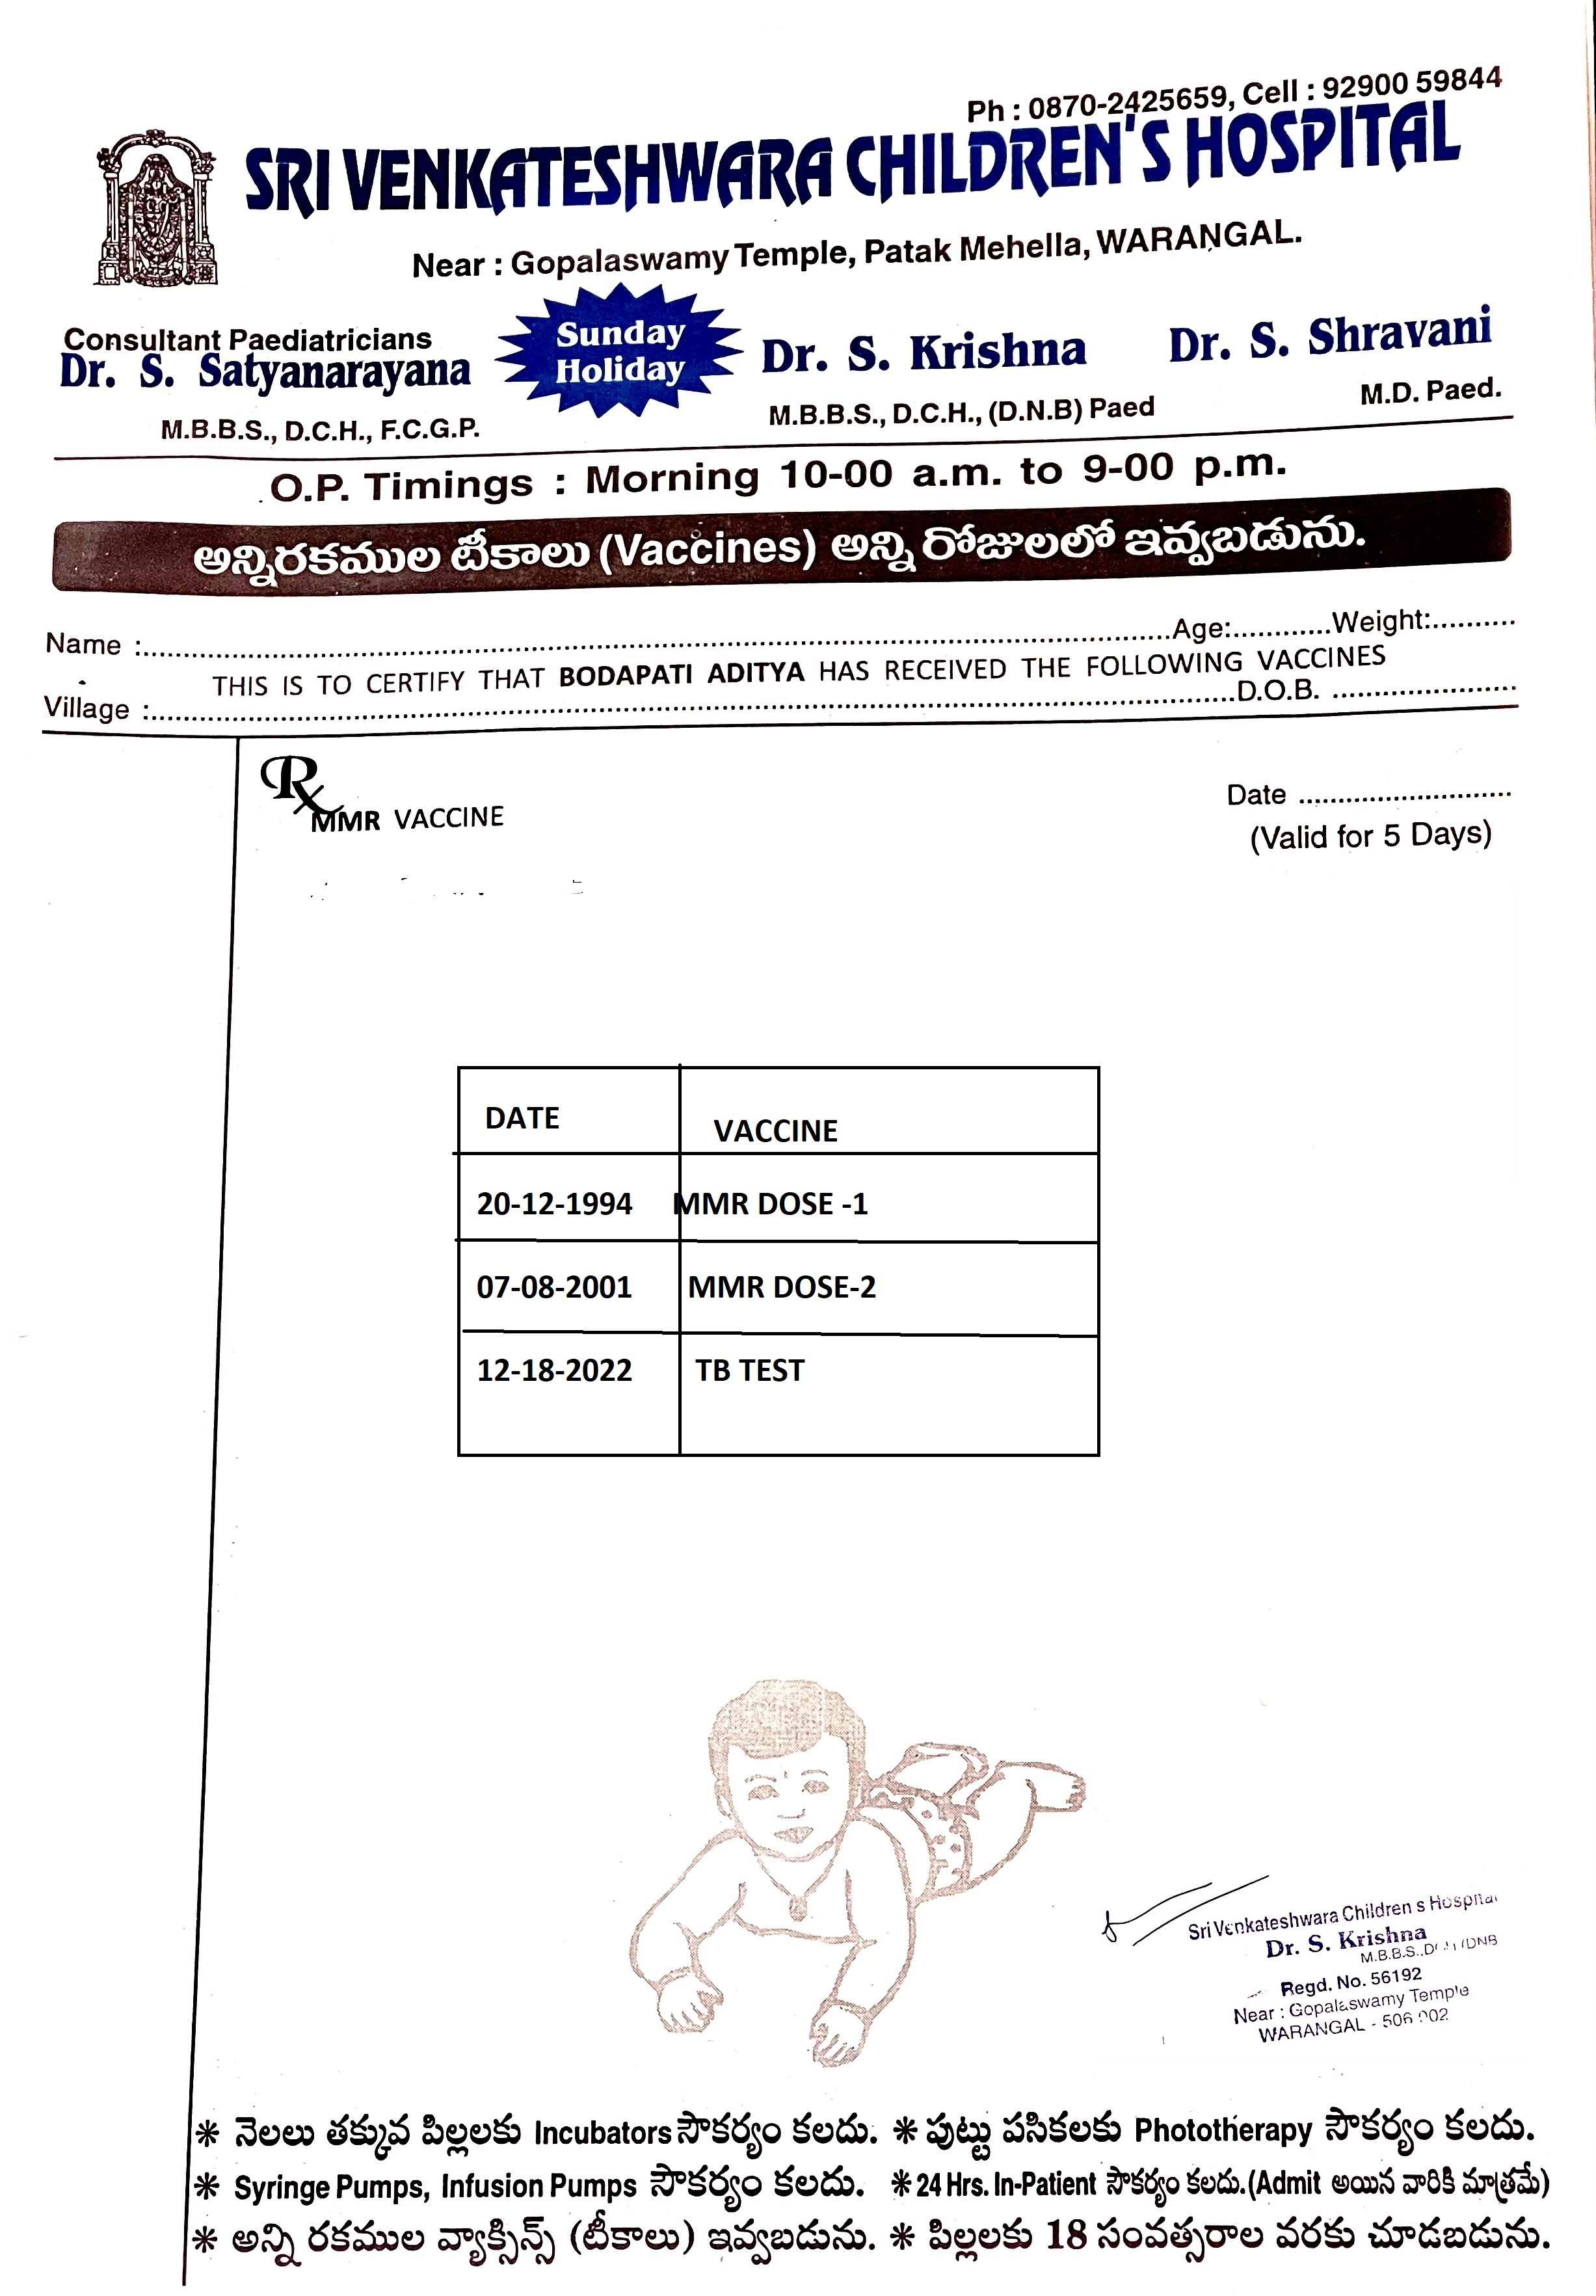 Ph : 0870-2425659, Cell : 92900 59844
SRI VENKATESHWARA CHILDREN'S HOSPITAL
Near : Gopalaswamy Temple, Patak Mehella, WARANGAL.
Consultant Paediatricians
Dr. S. Satyanarayana
M.B.B.S., D.C.H., F.C.G.P.
Sunday
Holiday
Dr. S. Krishna
M.B.B.S., D.C.H., (D.N.B) Paed
Dr. S. Shravani
M.D. Paed.
O.P. Timings : Morning 10-00 a.m. to 9-00 p.m.
అన్నిరకముల టీకాలు (Vaccines) అన్ని రోజులలో ఇవ్వబడును.
Name :.......... Age:.......... Weight:..........
THIS IS TO CERTIFY THAT BODAPATI ADITYA HAS RECEIVED THE FOLLOWING VACCINES
Village :.......... D.O.B. ..........
Rx
MMR VACCINE
Date ..........
(Valid for 5 Days)
DATE VACCINE
20-12-1994 MMR DOSE -1
07-08-2001 MMR DOSE-2
12-18-2022 TB TEST
Sri Venkateshwara Children s Hospital
Dr. S. Krishna
M.B.B.S.,DCH (DNB
Regd. No. 56192
Near : Gopalaswamy Temple
WARANGAL - 506 002
* నెలలు తక్కువ పిల్లలకు Incubators సౌకర్యం కలదు. * పుట్టు పసికలకు Phototherapy సౌకర్యం కలదు.
* Syringe Pumps, Infusion Pumps సౌకర్యం కలదు. * 24 Hrs. In-Patient సౌకర్యం కలదు.(Admit అయిన వారికి మాత్రమే)
* అన్ని రకముల వ్యాక్సిన్స్ (టీకాలు) ఇవ్వబడును. * పిల్లలకు 18 సంవత్సరాల వరకు చూడబడును.